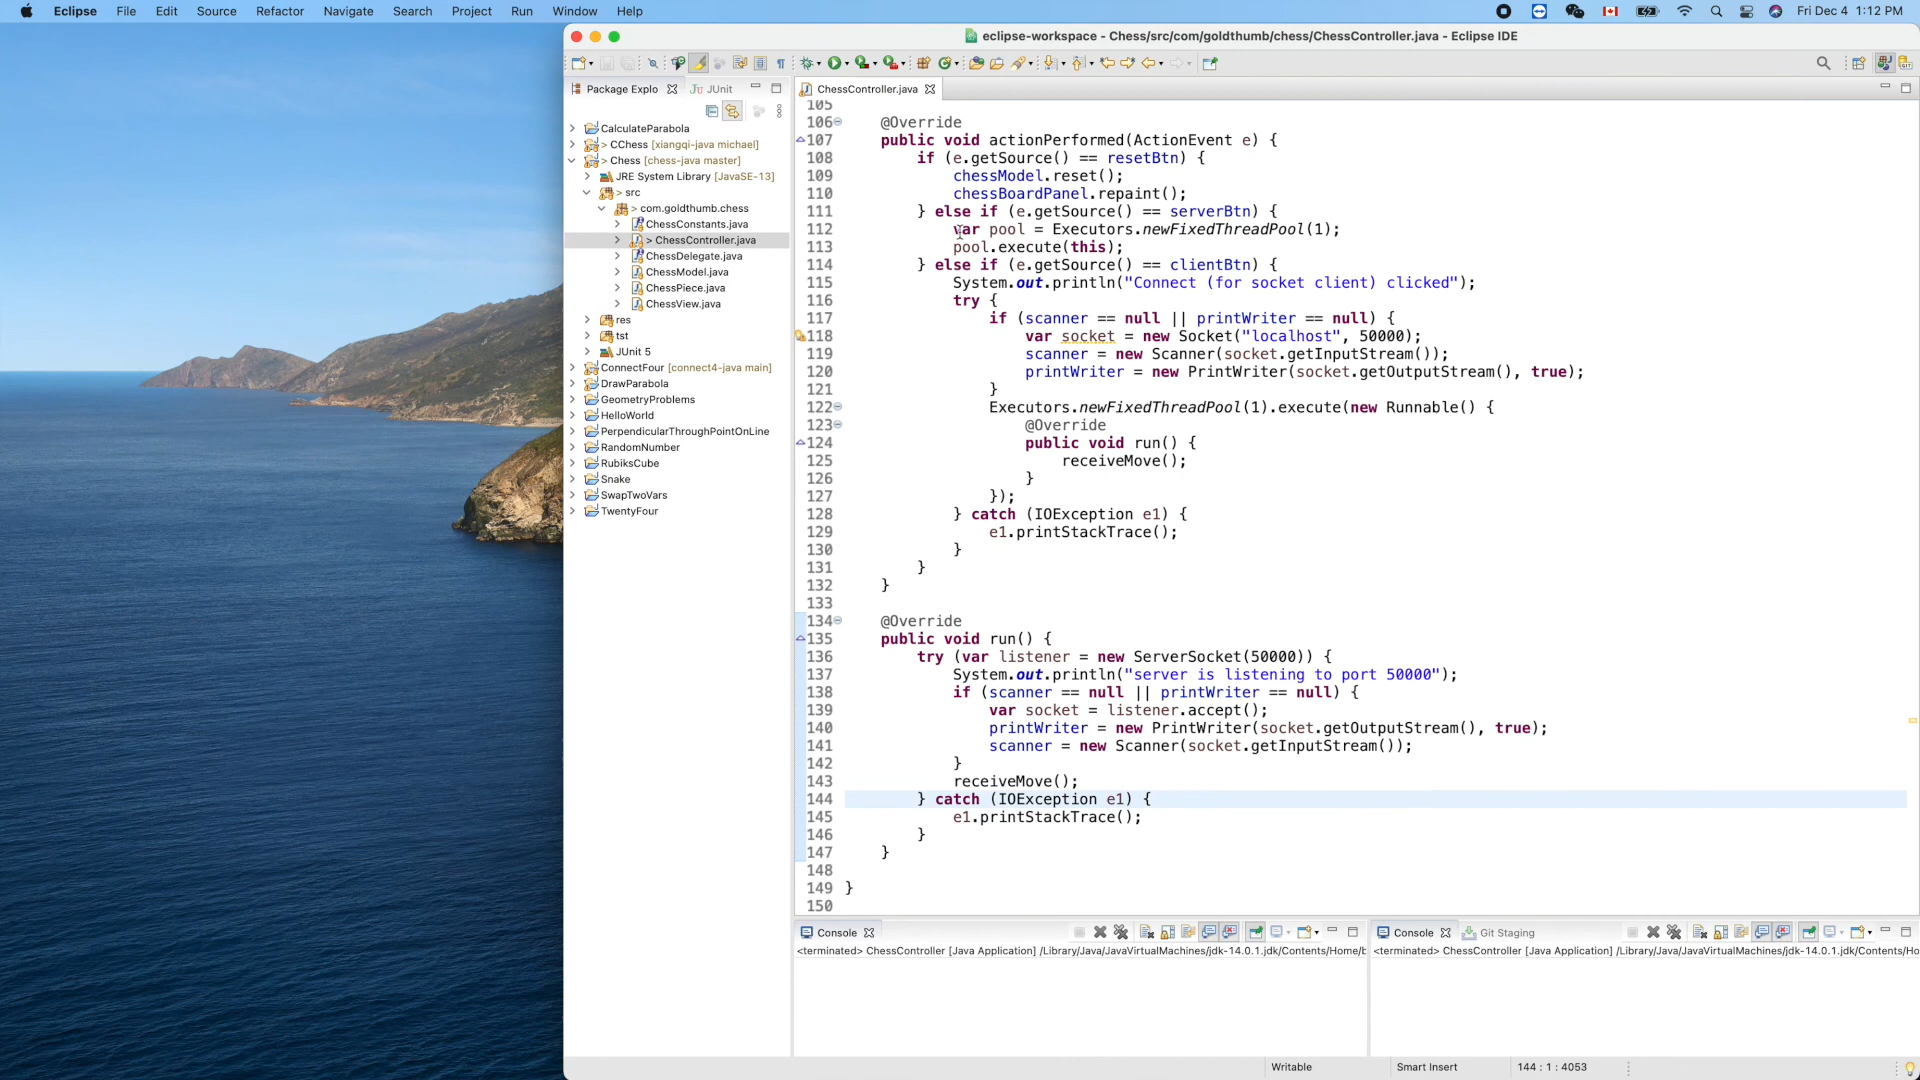 Eclipse File Edit Source Refactor Navigate Search Project Run Window Help Fri Dec 4 1:12 PM
eclipse-workspace - Chess/src/com/goldthumb/chess/ChessController.java - Eclipse IDE
Package Explo JUnit
CalculateParabola
> CChess [xiangqi-java michael]
> Chess [chess-java master]
JRE System Library [JavaSE-13]
> src
> com.goldthumb.chess
ChessConstants.java
> ChessController.java
ChessDelegate.java
ChessModel.java
ChessPiece.java
ChessView.java
res
tst
JUnit 5
ConnectFour [connect4-java main]
DrawParabola
GeometryProblems
HelloWorld
PerpendicularThroughPointOnLine
RandomNumber
RubiksCube
Snake
SwapTwoVars
TwentyFour
ChessController.java
105
106 @Override
107 public void actionPerformed(ActionEvent e) {
108 if (e.getSource() == resetBtn) {
109 chessModel.reset();
110 chessBoardPanel.repaint();
111 } else if (e.getSource() == serverBtn) {
112 var pool = Executors.newFixedThreadPool(1);
113 pool.execute(this);
114 } else if (e.getSource() == clientBtn) {
115 System.out.println("Connect (for socket client) clicked");
116 try {
117 if (scanner == null || printWriter == null) {
118 var socket = new Socket("localhost", 50000);
119 scanner = new Scanner(socket.getInputStream());
120 printWriter = new PrintWriter(socket.getOutputStream(), true);
121 }
122 Executors.newFixedThreadPool(1).execute(new Runnable() {
123 @Override
124 public void run() {
125 receiveMove();
126 }
127 });
128 } catch (IOException e1) {
129 e1.printStackTrace();
130 }
131 }
132 }
133
134 @Override
135 public void run() {
136 try (var listener = new ServerSocket(50000)) {
137 System.out.println("server is listening to port 50000");
138 if (scanner == null || printWriter == null) {
139 var socket = listener.accept();
140 printWriter = new PrintWriter(socket.getOutputStream(), true);
141 scanner = new Scanner(socket.getInputStream());
142 }
143 receiveMove();
144 } catch (IOException e1) {
145 e1.printStackTrace();
146 }
147 }
148
149 }
150
Console
<terminated> ChessController [Java Application] /Library/Java/JavaVirtualMachines/jdk-14.0.1.jdk/Contents/Home/b
Console Git Staging
<terminated> ChessController [Java Application] /Library/Java/JavaVirtualMachines/jdk-14.0.1.jdk/Contents/Ho
Writable Smart Insert 144 : 1 : 4053